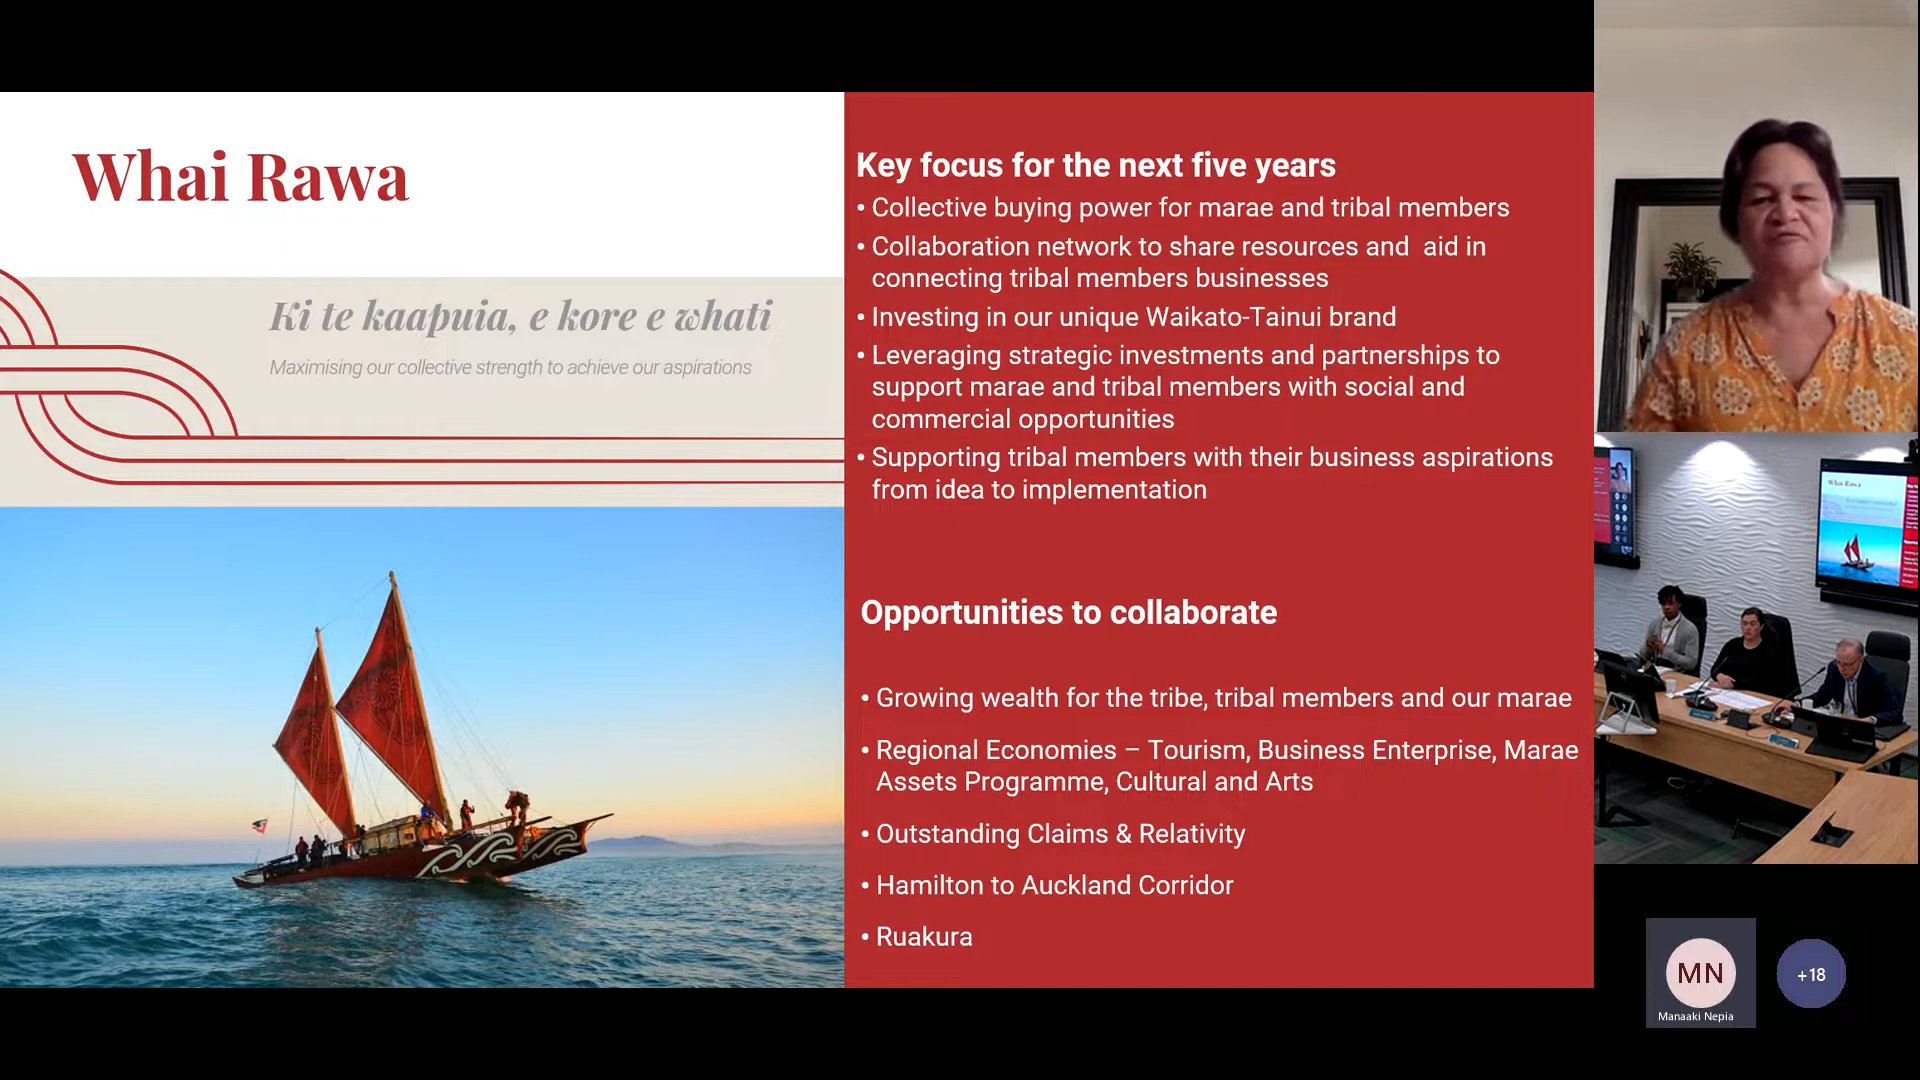 Whai Rawa
Ki te kaapuia, e kore e whati
Maximising our collective strength to achieve our aspirations
Key focus for the next five years
• Collective buying power for marae and tribal members
• Collaboration network to share resources and  aid in
connecting tribal members businesses
• Investing in our unique Waikato-Tainui brand
• Leveraging strategic investments and partnerships to
support marae and tribal members with social and
commercial opportunities
• Supporting tribal members with their business aspirations
from idea to implementation
Opportunities to collaborate
• Growing wealth for the tribe, tribal members and our marae
• Regional Economies – Tourism, Business Enterprise, Marae
Assets Programme, Cultural and Arts
• Outstanding Claims & Relativity
• Hamilton to Auckland Corridor
• Ruakura
Whai Rawa
MN
Manaaki Nepia
+18